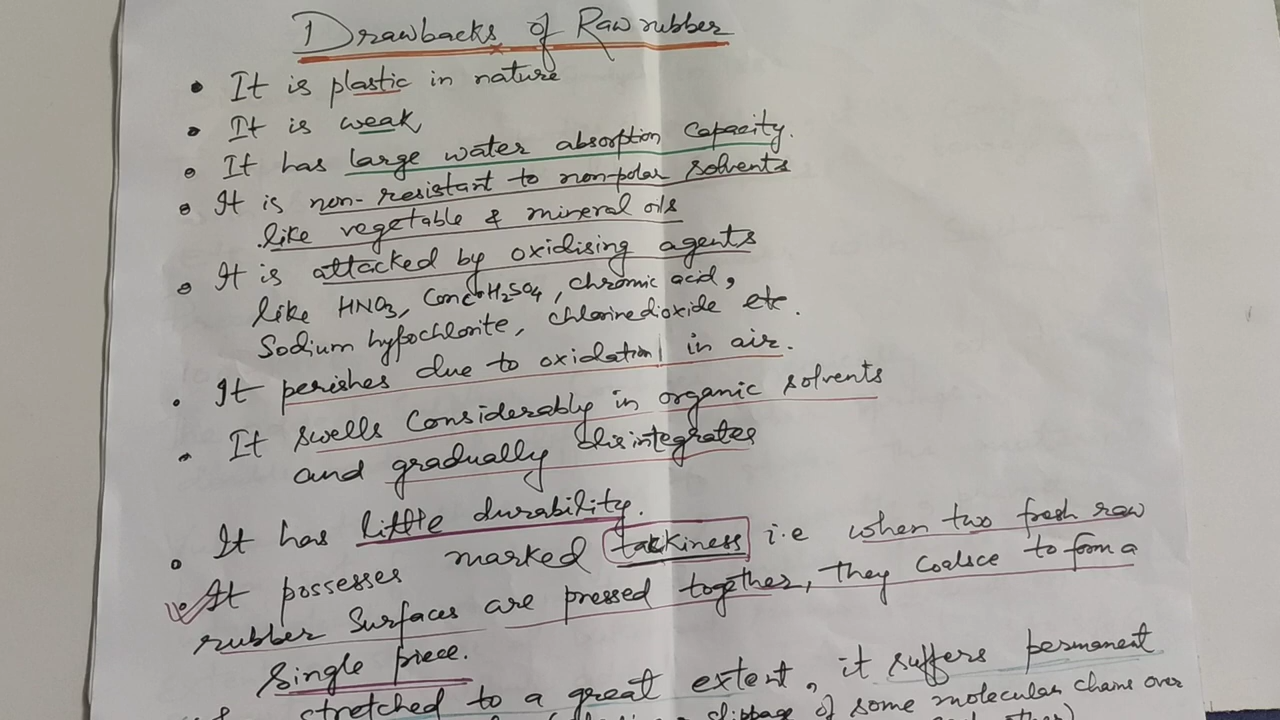 Drawbacks of Raw rubber
• It is plastic in nature
• It is weak
• It has large water absorption capacity.
• It is non-resistant to non-polar solvents
like vegetable & mineral oils
• It is attacked by oxidising agents
like HNO3, Conc. H2SO4, chromic acid,
Sodium hypochlorite, chlorinedioxide etc.
• It perishes due to oxidation in air.
• It swells considerably in organic solvents
and gradually disintegrates
• It has little durability.
• It possesses marked tackiness i.e when two fresh raw
rubber surfaces are pressed together, they coalsce to form a
single piece.
stretched to a great extent, it suffers permanent
slippage of some molecular chains over